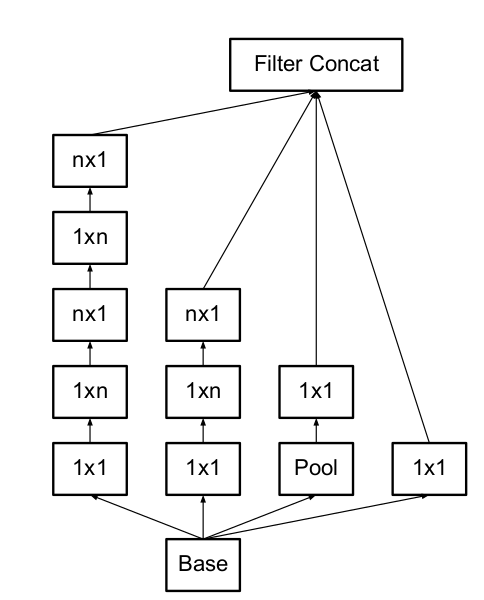 Filter Concat
nx1
1xn
nx1
nx1
1xn
1xn
1x1
1x1
1x1
Pool
1x1
Base